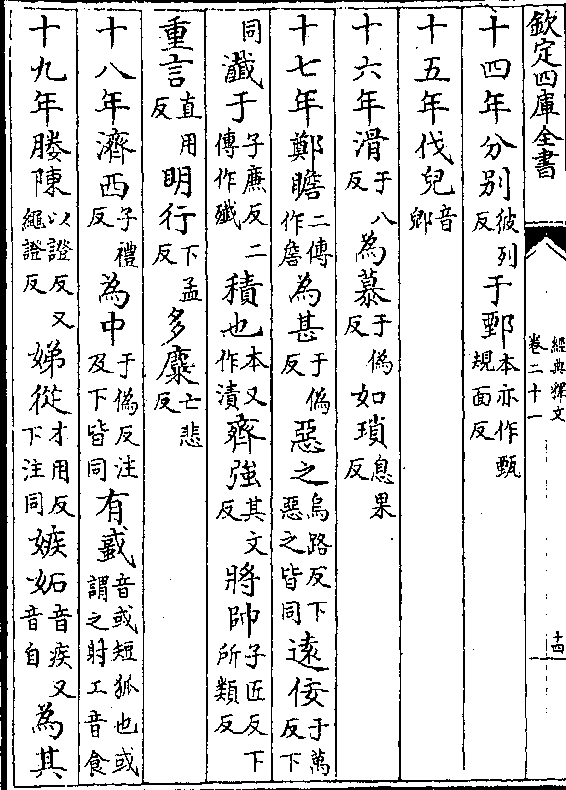 欽定四庫全書
經典釋文
卷二十一
十四
十四年分別彼列反于鄄本亦作甄規面反
十五年伐兒音鄉
十六年滑于八反為慕于偽反如瑣息果反
十七年鄭瞻二傳作詹為甚于偽反惡之烏路反下惡之皆同遠佞于萬反下
同瀸于子廉反二傳作殲積也本又作漬齊強其文反將帥子匠反下所類反
重言直用反明行下孟反多麋亡悲反
十八年濟西子禮反為中于偽反注及下皆同有蜮音或短狐也或謂之射工音食
十九年媵陳以證反又繩證反娣從才用反下注同嫉妬音疾又音自為其